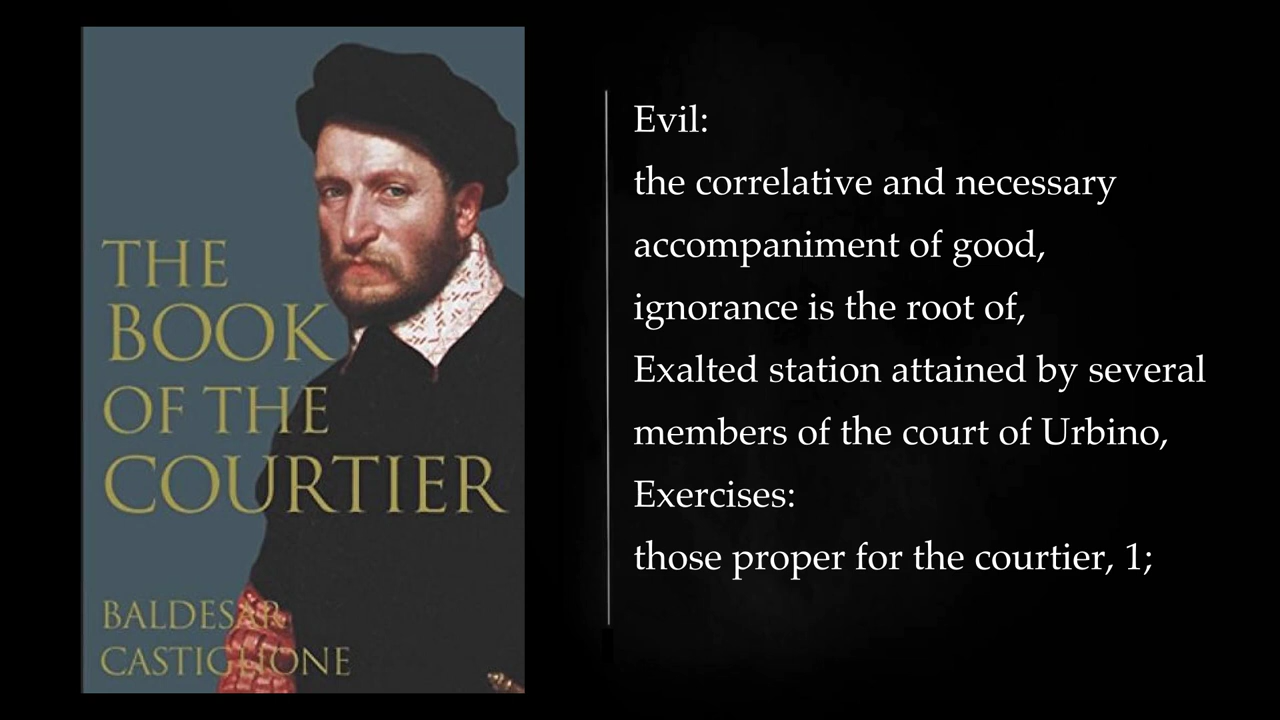 THE
BOOK
OF THE
COURTIER
BALDESAR
CASTIGLIONE
Evil:
the correlative and necessary
accompaniment of good,
ignorance is the root of,
Exalted station attained by several
members of the court of Urbino,
Exercises:
those proper for the courtier, 1;